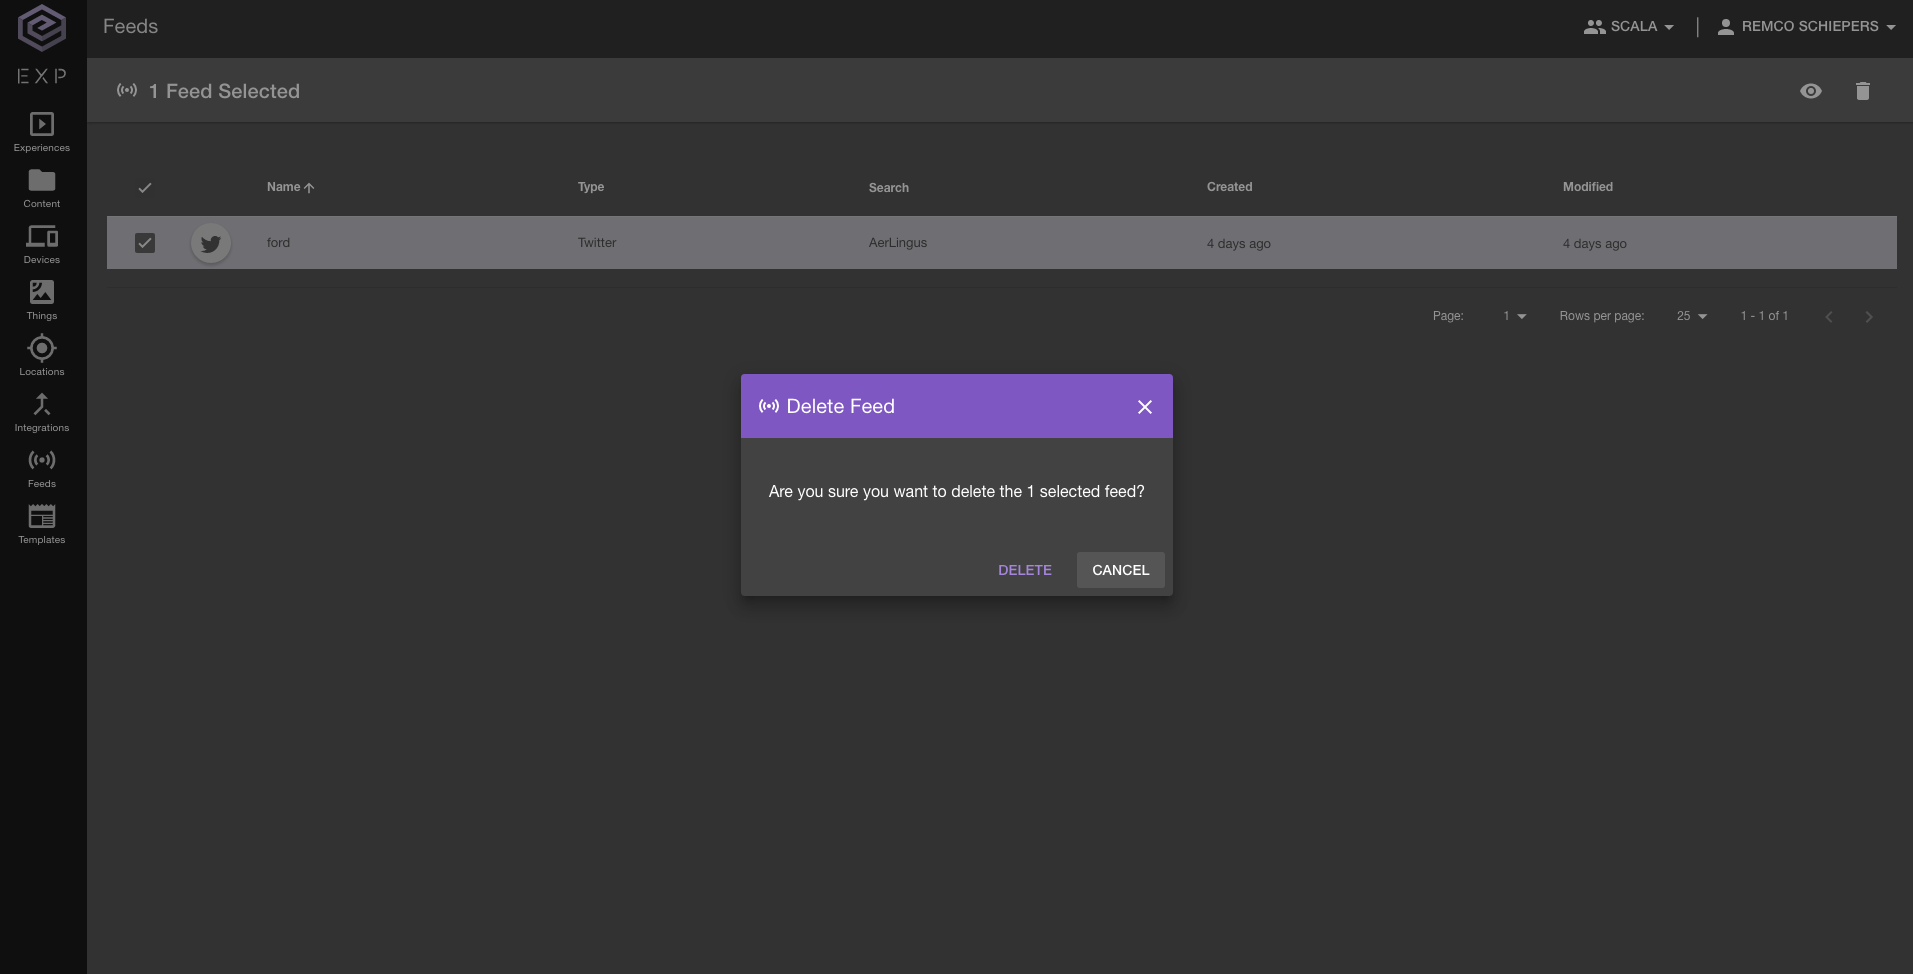 Feeds
SCALA
REMCO SCHIEPERS
EXP
1 Feed Selected
Experiences
Content
Devices
Things
Locations
Integrations
Feeds
Templates
Name Type Search Created Modified
ford Twitter AerLingus 4 days ago 4 days ago
Page: 1 Rows per page: 25 1 - 1 of 1
Delete Feed
Are you sure you want to delete the 1 selected feed?
DELETE CANCEL